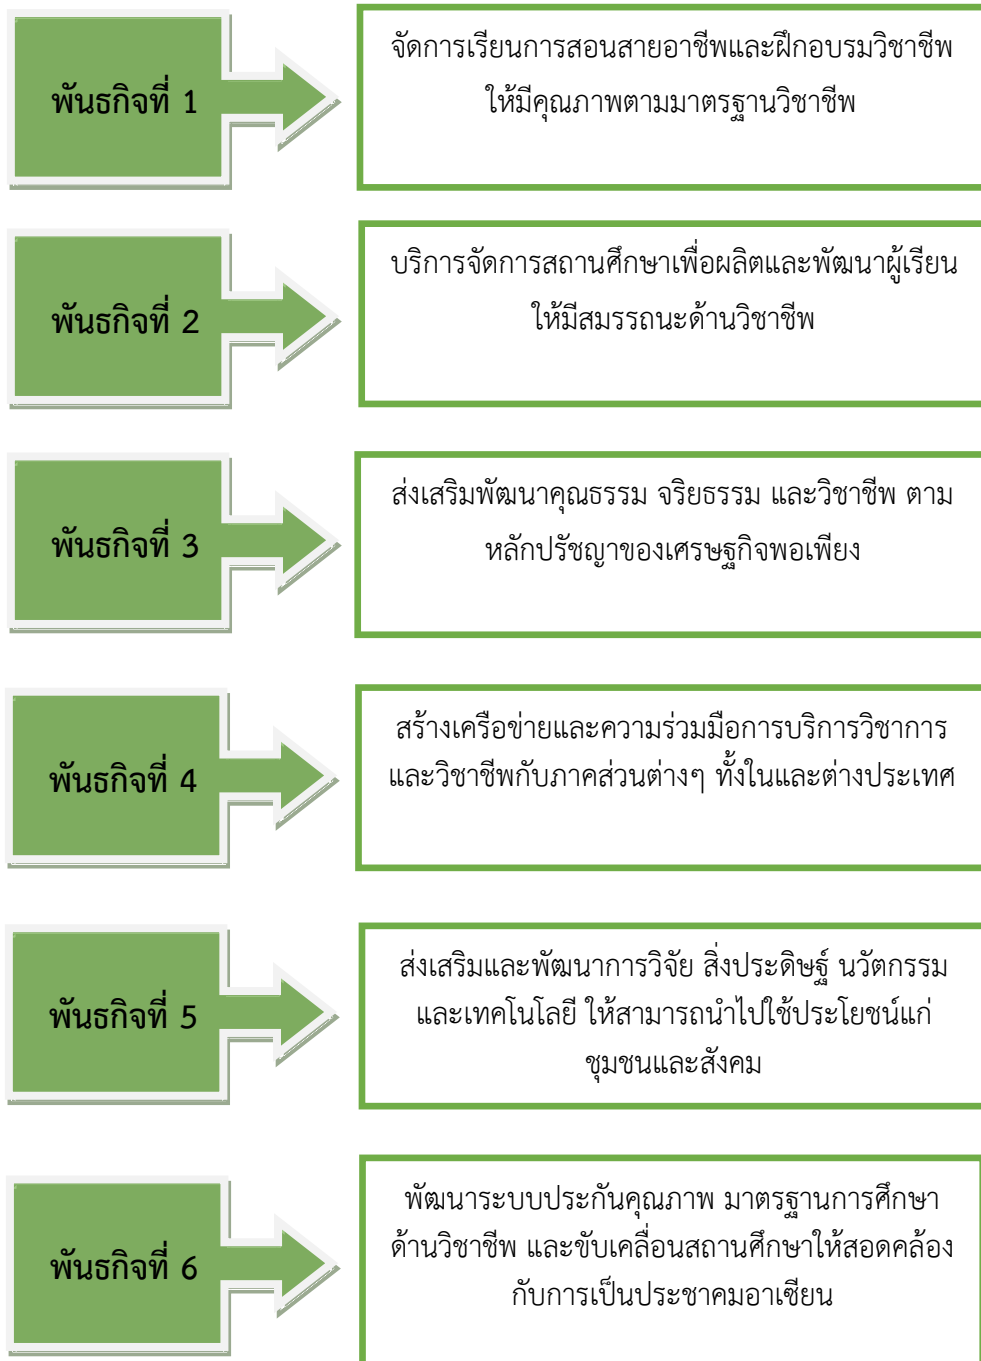 พันธกิจที่ 1
จัดการเรียนการสอนสายอาชีพและฝึกอบรมวิชาชีพ
ให้มีคุณภาพตามมาตรฐานวิชาชีพ
พันธกิจที่ 2
บริการจัดการสถานศึกษาเพื่อผลิตและพัฒนาผู้เรียน
ให้มีสมรรถนะด้านวิชาชีพ
พันธกิจที่ 3
ส่งเสริมพัฒนาคุณธรรม จริยธรรม และวิชาชีพ ตาม
หลักปรัชญาของเศรษฐกิจพอเพียง
พันธกิจที่ 4
สร้างเครือข่ายและความร่วมมือการบริการวิชาการ
และวิชาชีพกับภาคส่วนต่างๆ ทั้งในและต่างประเทศ
พันธกิจที่ 5
ส่งเสริมและพัฒนาการวิจัย สิ่งประดิษฐ์ นวัตกรรม
และเทคโนโลยี ให้สามารถนำไปใช้ประโยชน์แก่
ชุมชนและสังคม
พันธกิจที่ 6
พัฒนาระบบประกันคุณภาพ มาตรฐานการศึกษา
ด้านวิชาชีพ และขับเคลื่อนสถานศึกษาให้สอดคล้อง
กับการเป็นประชาคมอาเซียน